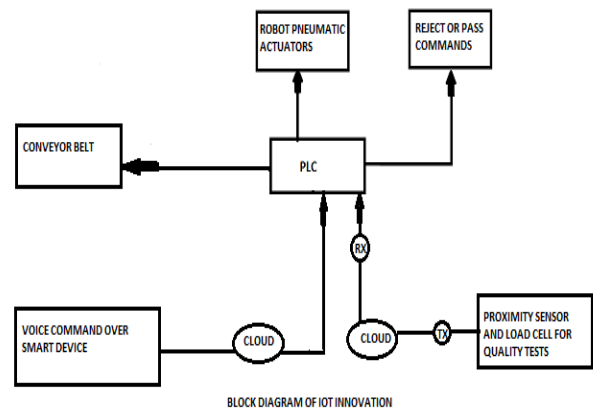 ROBOT PNEUMATIC
ACTUATORS
REJECT OR PASS
COMMANDS
CONVEYOR BELT
PLC
RX
VOICE COMMAND OVER
SMART DEVICE
CLOUD
CLOUD
TX
PROXIMITY SENSOR
AND LOAD CELL FOR
QUALITY TESTS
BLOCK DIAGRAM OF IOT INNOVATION